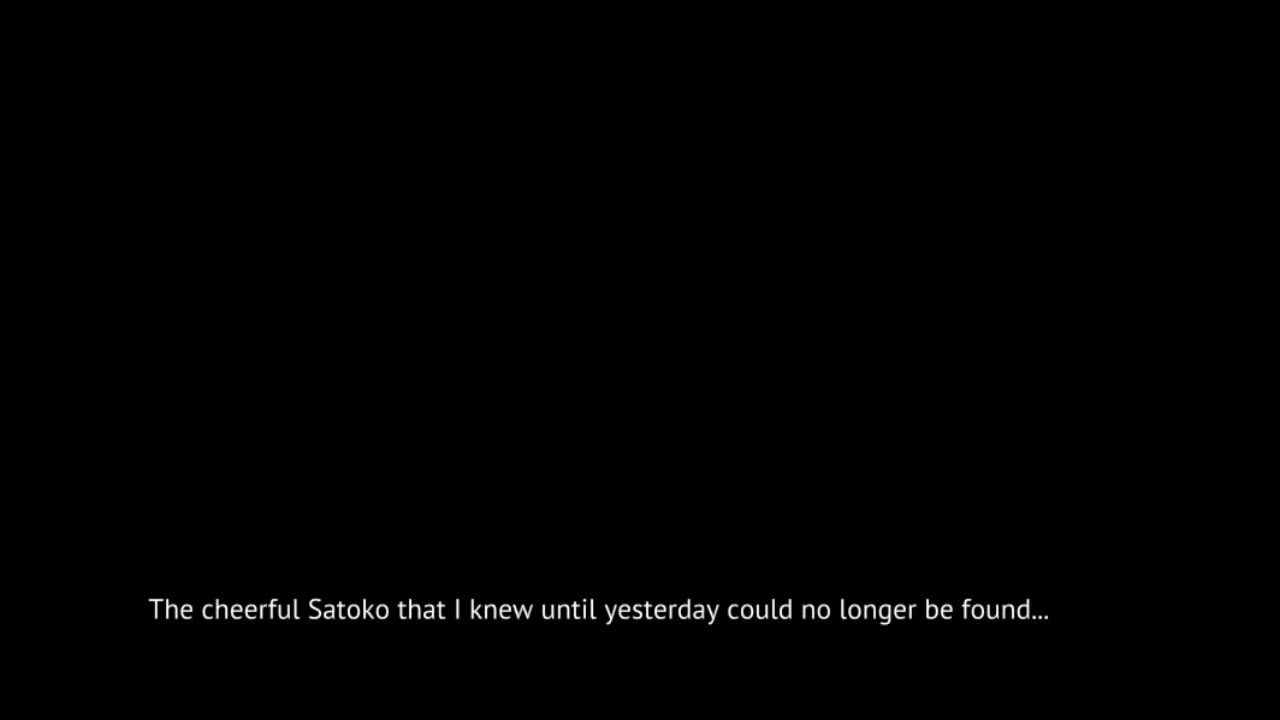 The cheerful Satoko that I knew until yesterday could no longer be found...